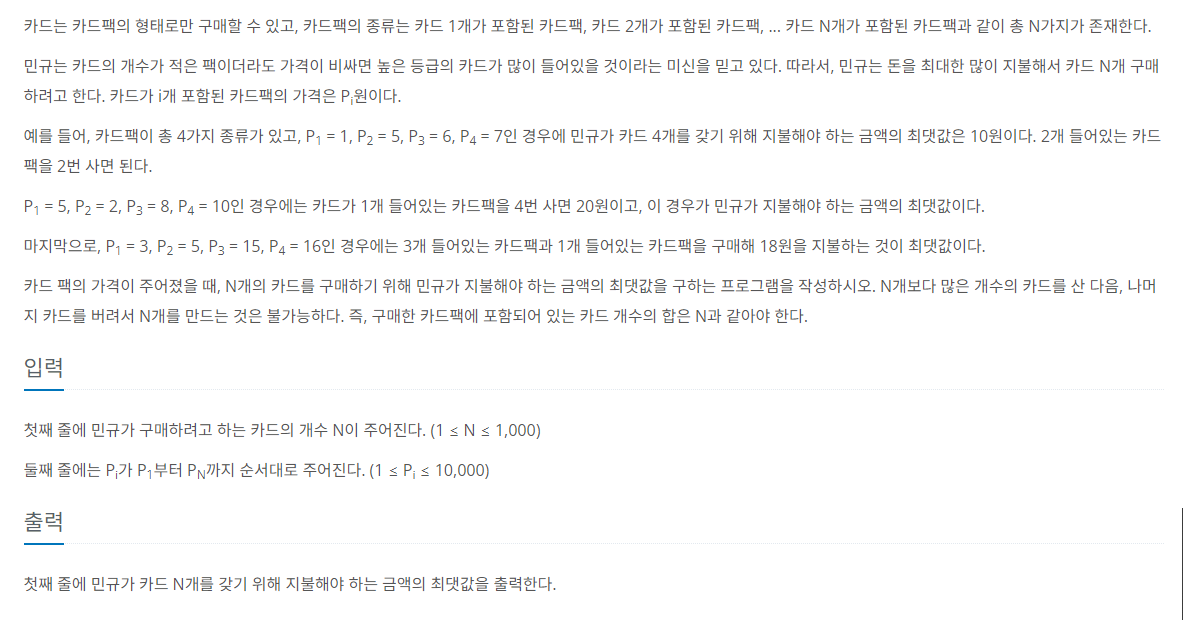 카드는 카드팩의 형태로만 구매할 수 있고, 카드팩의 종류는 카드 1개가 포함된 카드팩, 카드 2개가 포함된 카드팩, ... 카드 N개가 포함된 카드팩과 같이 총 N가지가 존재한다.
민규는 카드의 개수가 적은 팩이더라도 가격이 비싸면 높은 등급의 카드가 많이 들어있을 것이라는 미신을 믿고 있다. 따라서, 민규는 돈을 최대한 많이 지불해서 카드 N개 구매
하려고 한다. 카드가 i개 포함된 카드팩의 가격은 Pi원이다.
예를 들어, 카드팩이 총 4가지 종류가 있고, P1 = 1, P2 = 5, P3 = 6, P4 = 7인 경우에 민규가 카드 4개를 갖기 위해 지불해야 하는 금액의 최댓값은 10원이다. 2개 들어있는 카드
팩을 2번 사면 된다.
P1 = 5, P2 = 2, P3 = 8, P4 = 10인 경우에는 카드가 1개 들어있는 카드팩을 4번 사면 20원이고, 이 경우가 민규가 지불해야 하는 금액의 최댓값이다.
마지막으로, P1 = 3, P2 = 5, P3 = 15, P4 = 16인 경우에는 3개 들어있는 카드팩과 1개 들어있는 카드팩을 구매해 18원을 지불하는 것이 최댓값이다.
카드 팩의 가격이 주어졌을 때, N개의 카드를 구매하기 위해 민규가 지불해야 하는 금액의 최댓값을 구하는 프로그램을 작성하시오. N개보다 많은 개수의 카드를 산 다음, 나머
지 카드를 버려서 N개를 만드는 것은 불가능하다. 즉, 구매한 카드팩에 포함되어 있는 카드 개수의 합은 N과 같아야 한다.
입력
첫째 줄에 민규가 구매하려고 하는 카드의 개수 N이 주어진다. (1 ≤ N ≤ 1,000)
둘째 줄에는 Pi가 P1부터 PN까지 순서대로 주어진다. (1 ≤ Pi ≤ 10,000)
출력
첫째 줄에 민규가 카드 N개를 갖기 위해 지불해야 하는 금액의 최댓값을 출력한다.